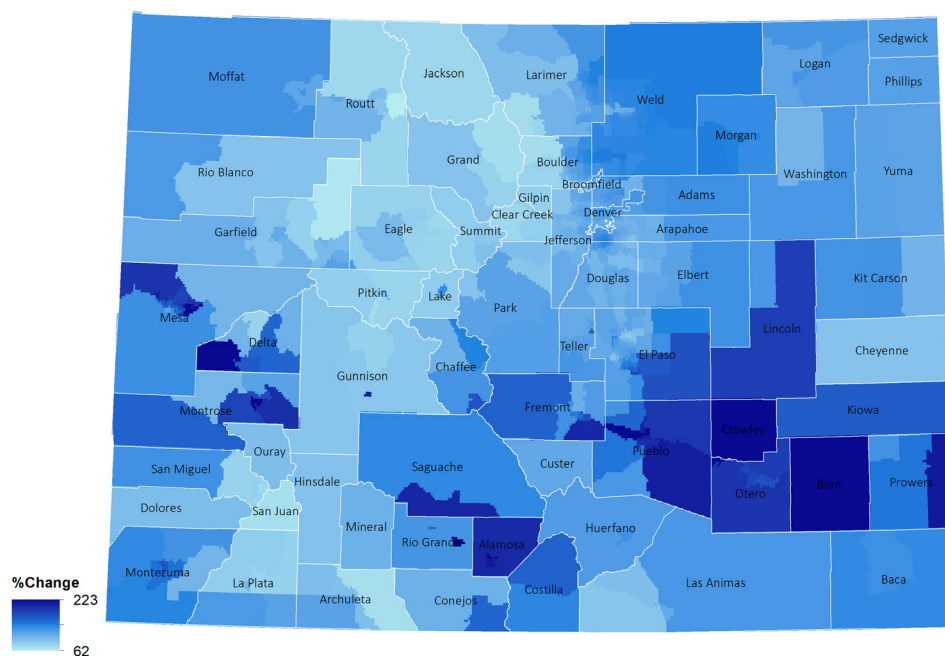 Sedgwick
Logan
Moffat
Jackson
Larimer
Phillips
Routt
Weld
Morgan
Grand
Boulder
Rio Blanco
Washington
Yuma
Broomfield
Gilpin
Adams
Clear Creek
Denver
Garfield
Eagle
Summit
Arapahoe
Jefferson
Elbert
Kit Carson
Douglas
Pitkin
Lake
Park
Mesa
Lincoln
Delta
Teller
El Paso
Cheyenne
Chaffee
Gunnison
Fremont
Montrose
Kiowa
Crowley
Ouray
Pueblo
San Miguel
Saguache
Custer
Hinsdale
Bent
Prowers
Otero
Dolores
San Juan
Mineral
Huerfano
Rio Grande
Alamosa
Montezuma
La Plata
Costilla
Las Animas
Baca
Archuleta
Conejos
%Change
223
62